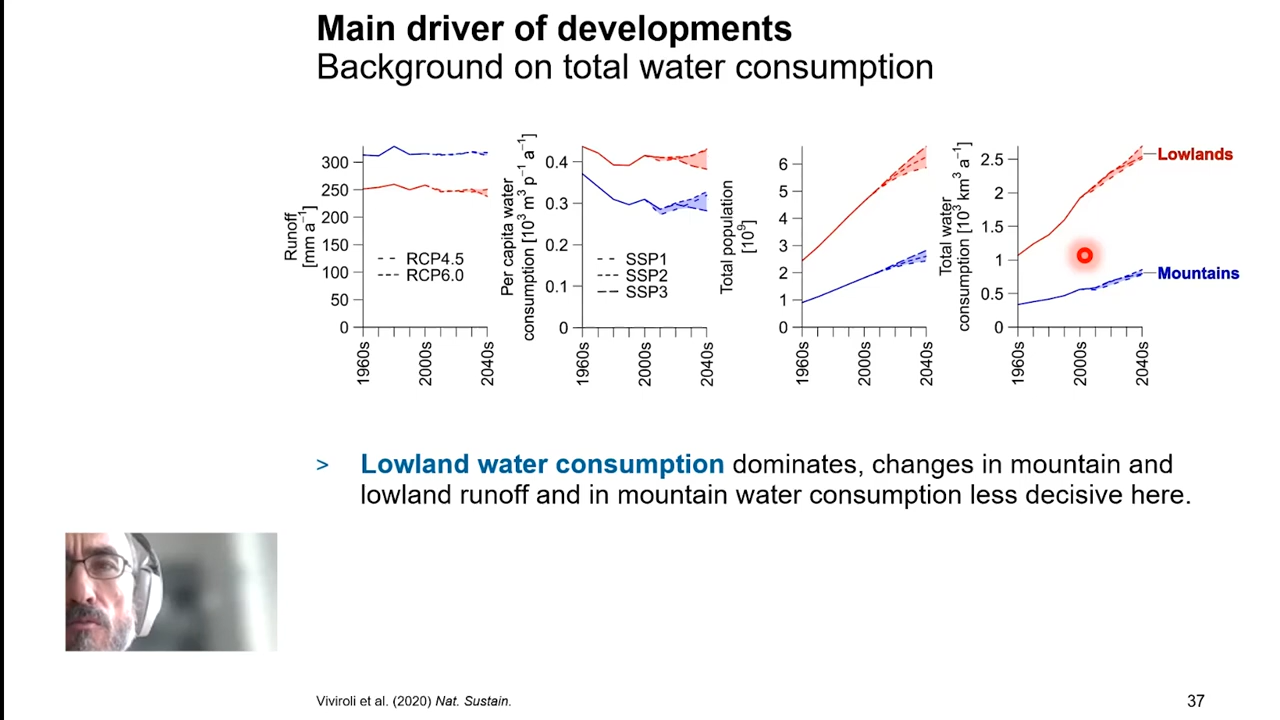 Main driver of developments
Background on total water consumption
Runoff
[mm a⁻¹]
300
250
200
150
100
50
0
RCP4.5
RCP6.0
1960s
2000s
2040s
Per capita water
consumption [10³ m³ p⁻¹ a⁻¹]
0.4
0.3
0.2
0.1
0
SSP1
SSP2
SSP3
1960s
2000s
2040s
Total population
[10⁹]
6
5
4
3
2
1
0
1960s
2000s
2040s
Total water
consumption [10³ km³ a⁻¹]
2.5
2
1.5
1
0.5
0
Lowlands
Mountains
1960s
2000s
2040s
> Lowland water consumption dominates, changes in mountain and
lowland runoff and in mountain water consumption less decisive here.
Viviroli et al. (2020) Nat. Sustain.
37